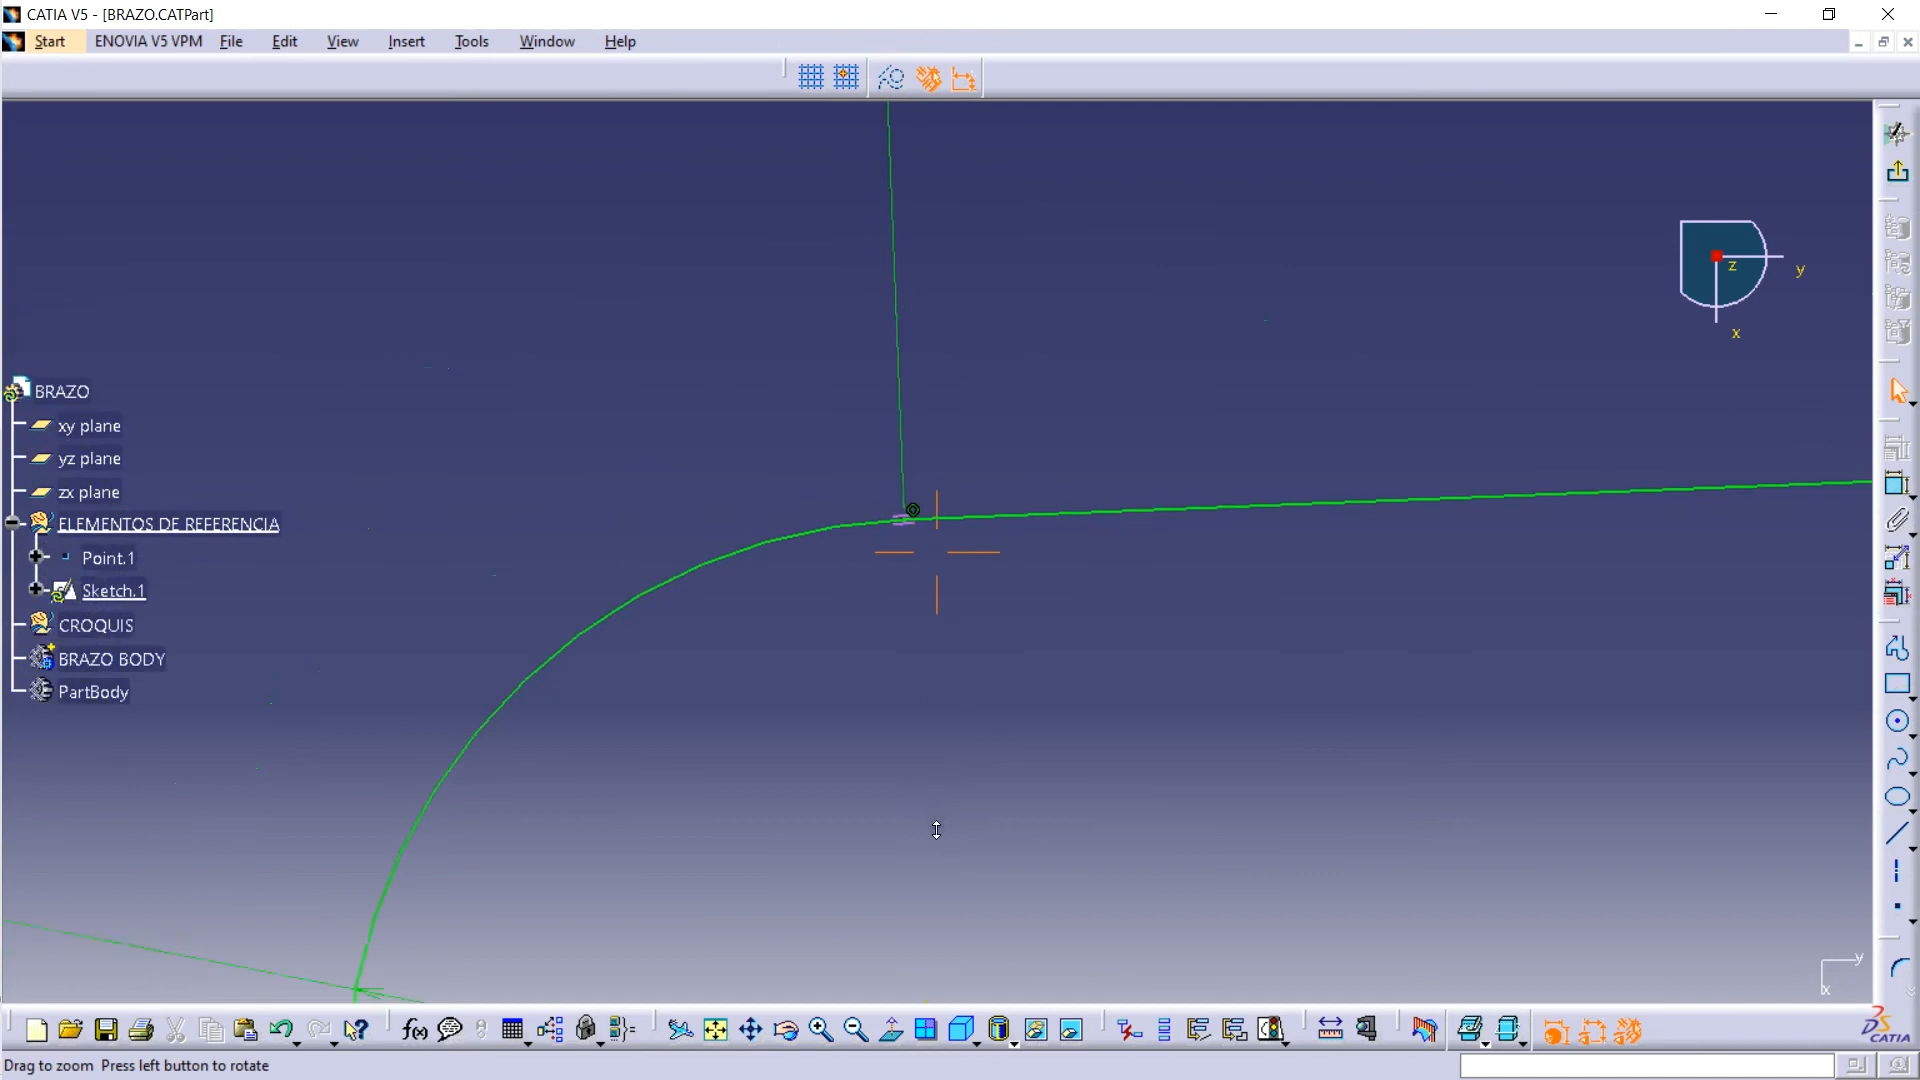 CATIA V5 - [BRAZO.CATPart]
Start ENOVIA V5 VPM File Edit View Insert Tools Window Help
z
y
x
BRAZO
xy plane
yz plane
zx plane
ELEMENTOS DE REFERENCIA
Point.1
Sketch.1
CROQUIS
BRAZO BODY
PartBody
y
x
f(x)
CATIA
Drag to zoom Press left button to rotate